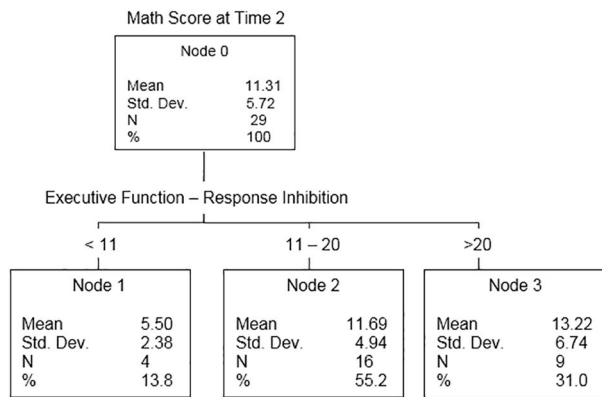 Math Score at Time 2
Node 0
Mean 11.31
Std. Dev. 5.72
N 29
% 100
Executive Function – Response Inhibition
< 11
11 – 20
>20
Node 1
Mean 5.50
Std. Dev. 2.38
N 4
% 13.8
Node 2
Mean 11.69
Std. Dev. 4.94
N 16
% 55.2
Node 3
Mean 13.22
Std. Dev. 6.74
N 9
% 31.0